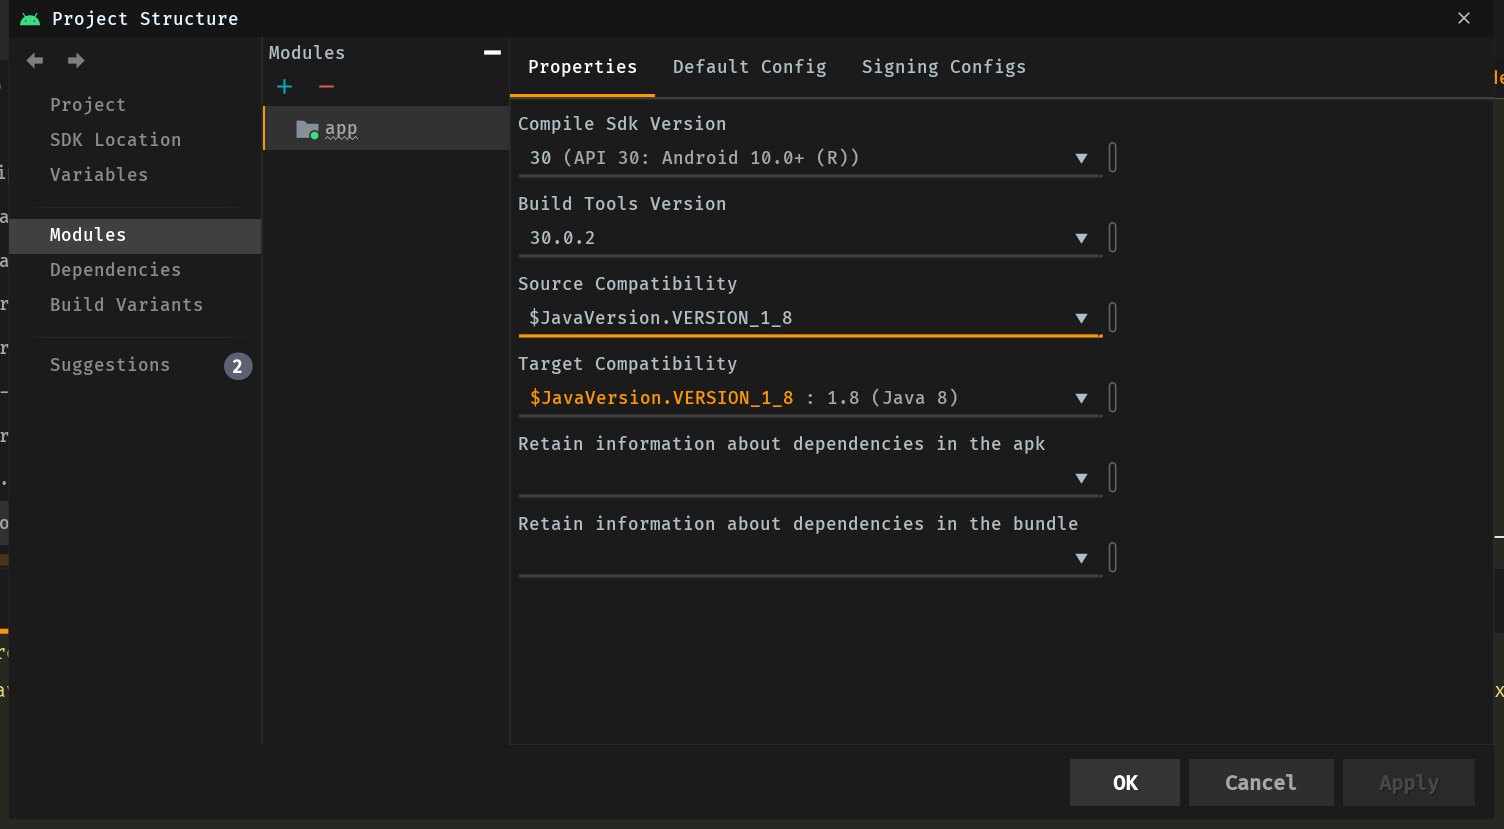 Project Structure
Project
SDK Location
Variables
Modules
Dependencies
Build Variants
Suggestions 2
Modules
app
Properties Default Config Signing Configs
Compile Sdk Version
30 (API 30: Android 10.0+ (R))
Build Tools Version
30.0.2
Source Compatibility
$JavaVersion.VERSION_1_8
Target Compatibility
$JavaVersion.VERSION_1_8 : 1.8 (Java 8)
Retain information about dependencies in the apk
Retain information about dependencies in the bundle
OK Cancel Apply